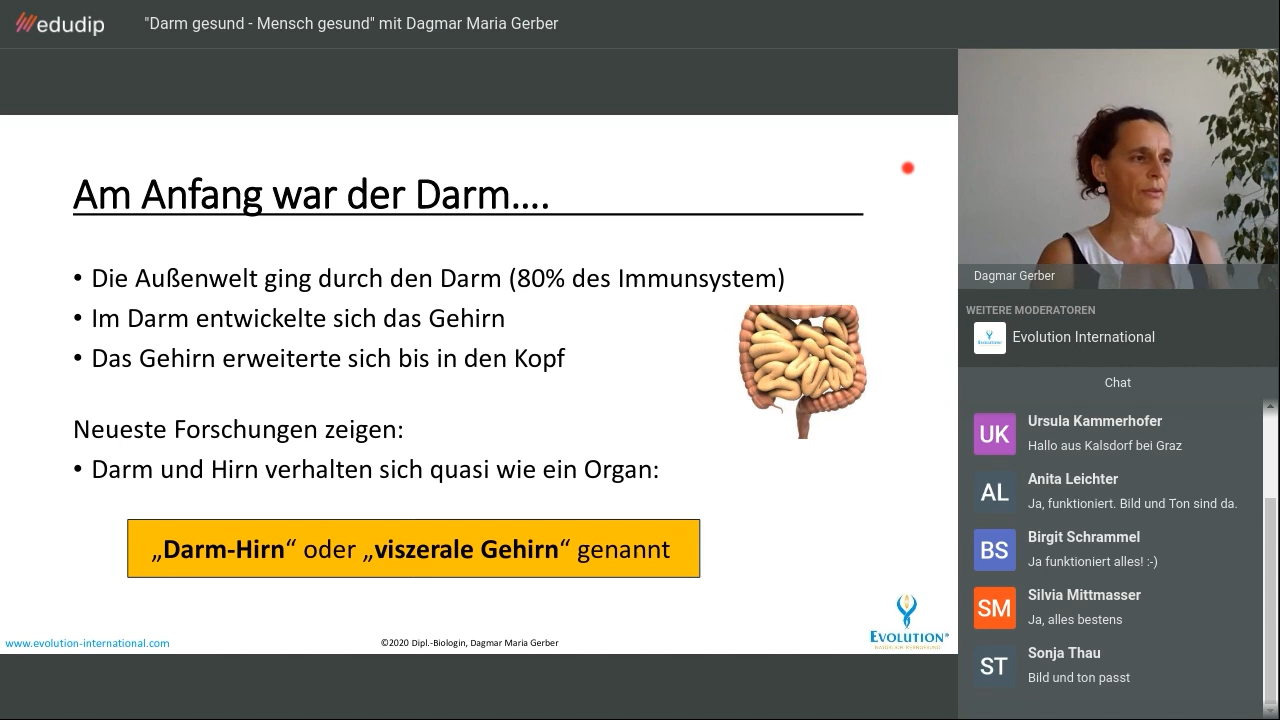 edudip
"Darm gesund - Mensch gesund" mit Dagmar Maria Gerber
Am Anfang war der Darm....
• Die Außenwelt ging durch den Darm (80% des Immunsystem)
• Im Darm entwickelte sich das Gehirn
• Das Gehirn erweiterte sich bis in den Kopf
Neueste Forschungen zeigen:
• Darm und Hirn verhalten sich quasi wie ein Organ:
„Darm-Hirn“ oder „viszerale Gehirn“ genannt
www.evolution-international.com
©2020 Dipl.-Biologin, Dagmar Maria Gerber
EVOLUTION®
Dagmar Gerber
WEITERE MODERATOREN
Evolution International
Chat
UK
Ursula Kammerhofer
Hallo aus Kalsdorf bei Graz
AL
Anita Leichter
Ja, funktioniert. Bild und Ton sind da.
BS
Birgit Schrammel
Ja funktioniert alles! :-)
SM
Silvia Mittmasser
Ja, alles bestens
ST
Sonja Thau
Bild und ton passt